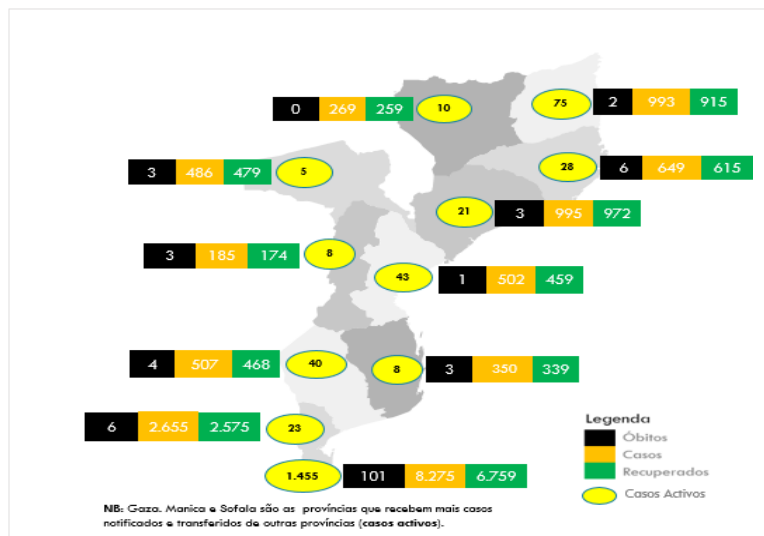 0 269 259 10
75 2 993 915
3 486 479 5
28 6 649 615
21 3 995 972
3 185 174 8
43 1 502 459
4 507 468 40
8 3 350 339
6 2.655 2.575 23
1.455 101 8.275 6.759
Legenda
Óbitos
Casos
Recuperados
Casos Activos
NB: Gaza. Manica e Sofala são as províncias que recebem mais casos
notificados e transferidos de outras províncias (casos activos).